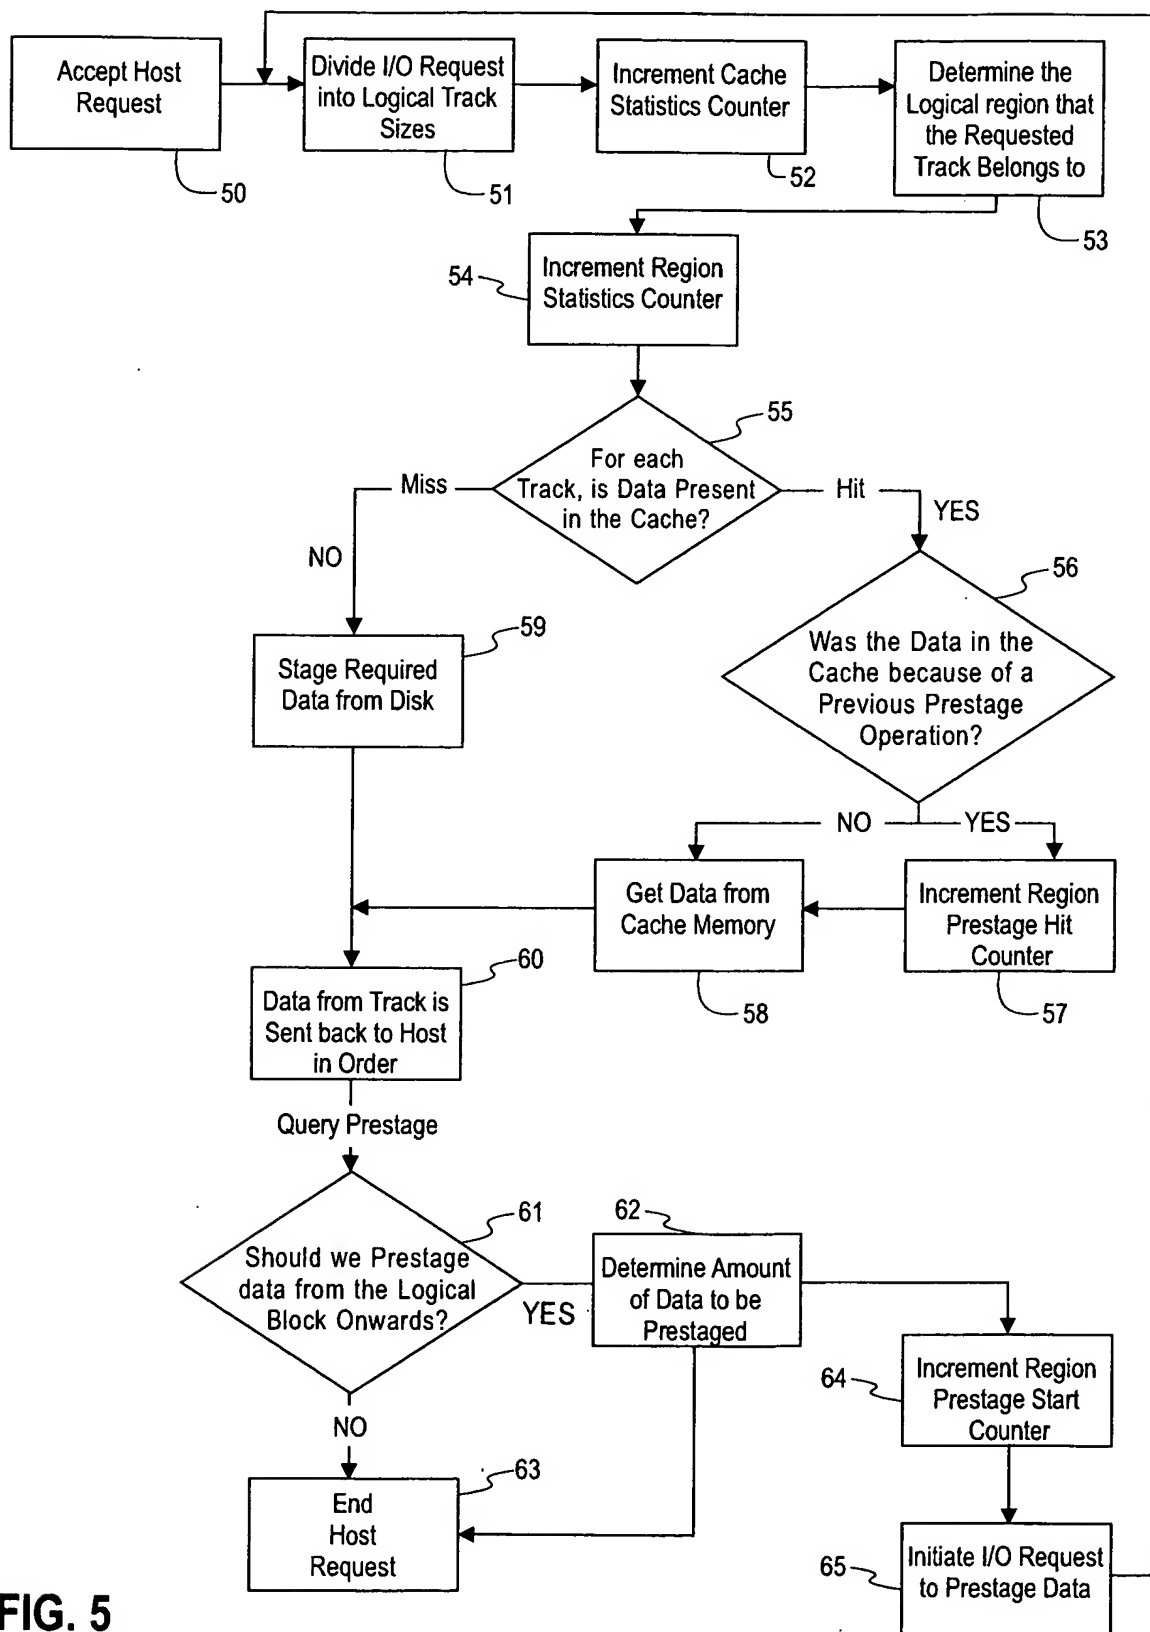 Accept Host
Request
50
Divide I/O Request
into Logical Track
Sizes
51
Increment Cache
Statistics Counter
52
Determine the
Logical region that
the Requested
Track Belongs to
53
54
Increment Region
Statistics Counter
55
For each
Track, is Data Present
in the Cache?
Miss
Hit
NO
YES
56
Was the Data in the
Cache because of a
Previous Prestage
Operation?
59
Stage Required
Data from Disk
NO
YES
Get Data from
Cache Memory
58
Increment Region
Prestage Hit
Counter
57
60
Data from Track is
Sent back to Host
in Order
Query Prestage
61
Should we Prestage
data from the Logical
Block Onwards?
YES
62
Determine Amount
of Data to be
Prestaged
64
Increment Region
Prestage Start
Counter
NO
63
End
Host
Request
65
Initiate I/O Request
to Prestage Data
FIG. 5